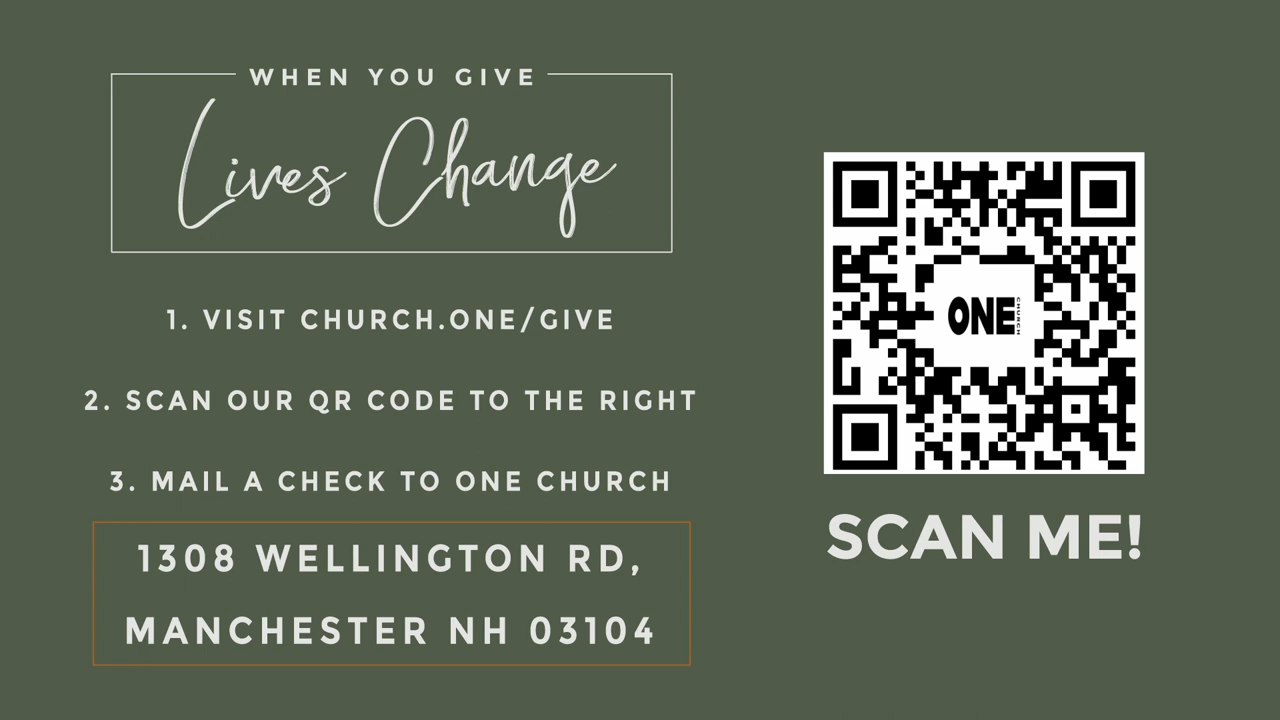 WHEN YOU GIVE
Lives Change
1. VISIT CHURCH.ONE/GIVE
2. SCAN OUR QR CODE TO THE RIGHT
3. MAIL A CHECK TO ONE CHURCH
1308 WELLINGTON RD,
MANCHESTER NH 03104
ONE CHURCH
SCAN ME!